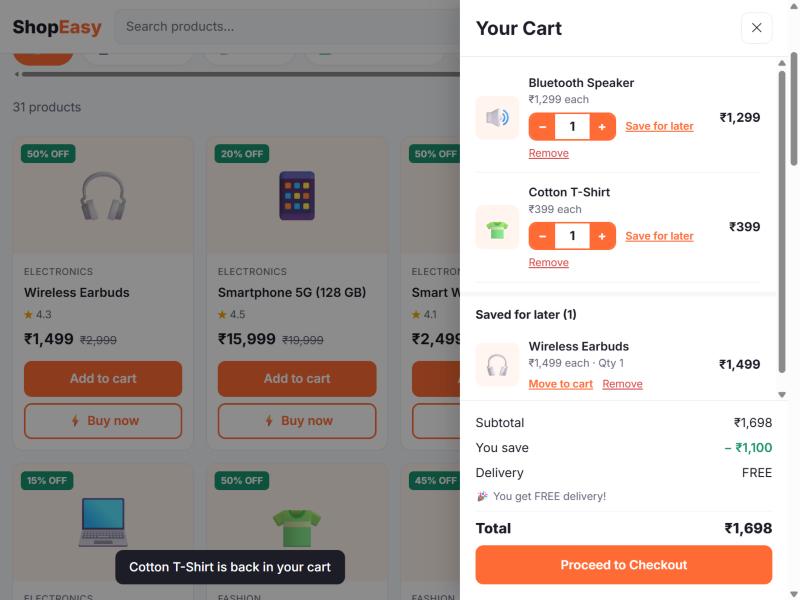 ShopEasy
Search products...
31 products
50% OFF
20% OFF
50% OFF
ELECTRONICS
ELECTRONICS
ELECTRON
Wireless Earbuds
Smartphone 5G (128 GB)
Smart W
★ 4.3
★ 4.5
★ 4.1
₹1,499 ₹2,999
₹15,999 ₹19,999
₹2,499
Add to cart
Add to cart
A
Buy now
Buy now
15% OFF
50% OFF
45% OFF
ELECTRONICS
FASHION
FASHION
Cotton T-Shirt is back in your cart
Your Cart
Bluetooth Speaker
₹1,299 each
− 1 +
Save for later
₹1,299
Remove
Cotton T-Shirt
₹399 each
− 1 +
Save for later
₹399
Remove
Saved for later (1)
Wireless Earbuds
₹1,499 each · Qty 1
₹1,499
Move to cart Remove
Subtotal ₹1,698
You save − ₹1,100
Delivery FREE
You get FREE delivery!
Total ₹1,698
Proceed to Checkout